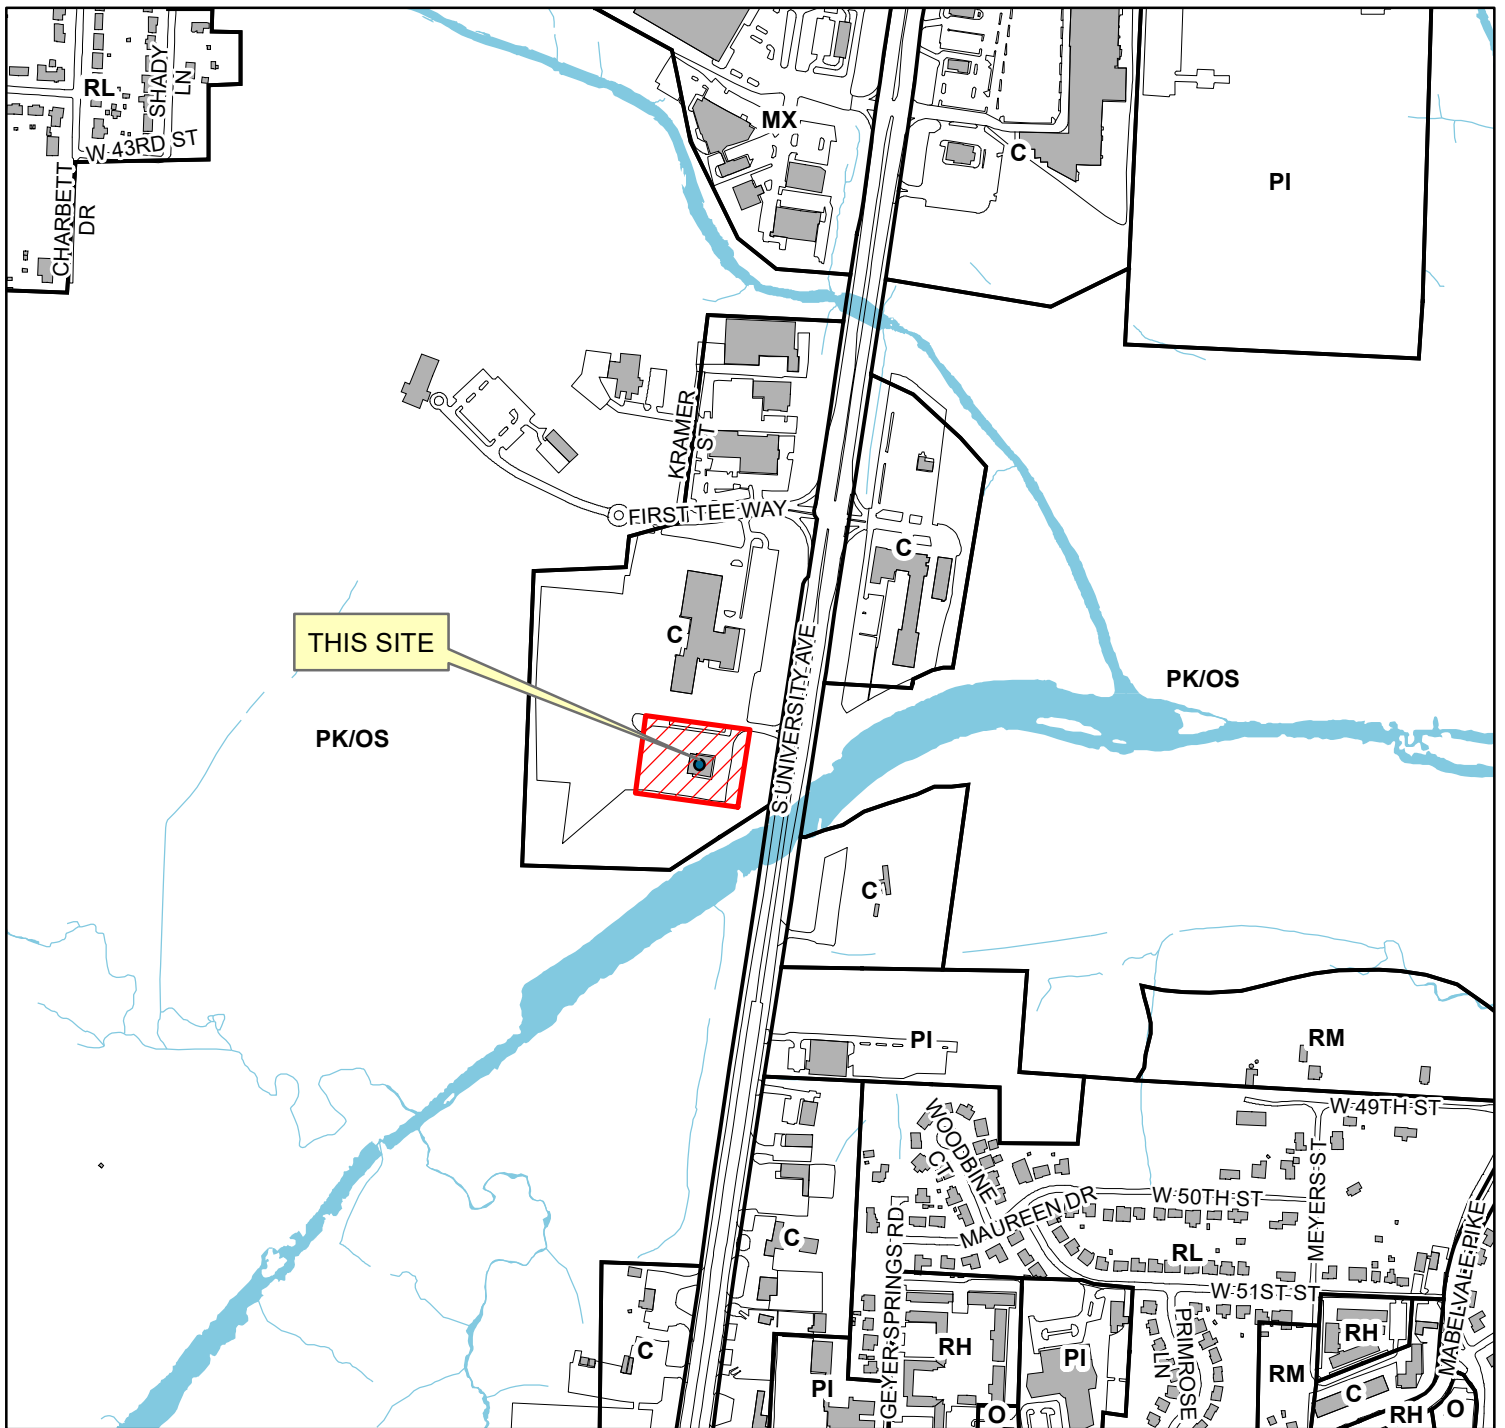 RL
SHADY
LN
W 43RD ST
CHARBETT
DR
MX
C
PI
KRAMER
ST
FIRST TEE WAY
C
C
THIS SITE
S UNIVERSITY AVE
PK/OS
PK/OS
C
PI
RM
W 49TH ST
WOODBINE
CT
MEYERS ST
W 50TH ST
MAUREEN DR
GEYER SPRINGS RD
C
RL
MABELVALE PIKE
W 51ST ST
PRIMROSE
LN
C
RH
PI
RH
RM
PI
C
O
RH
O